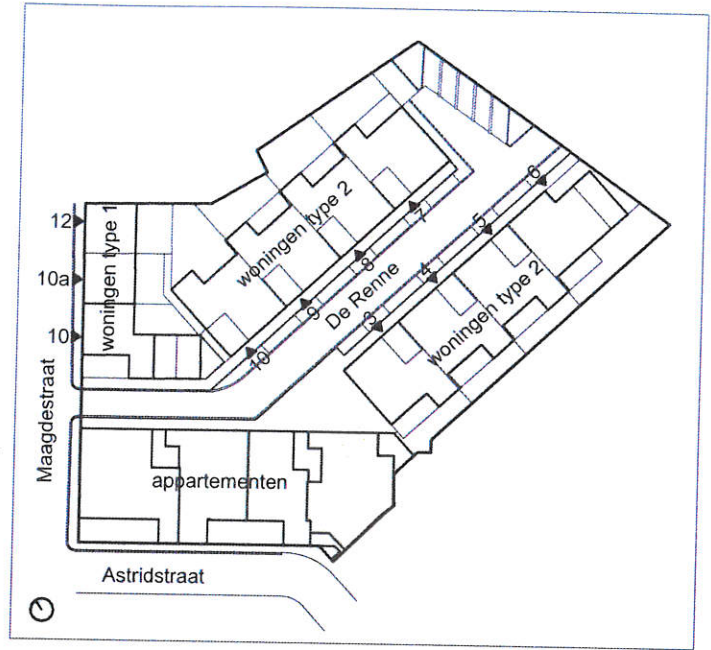 12
10a
10
woningen type 1
Maagdestraat
woningen type 2
7
8
9
10
De Renne
6
5
4
3
woningen type 2
appartementen
Astridstraat